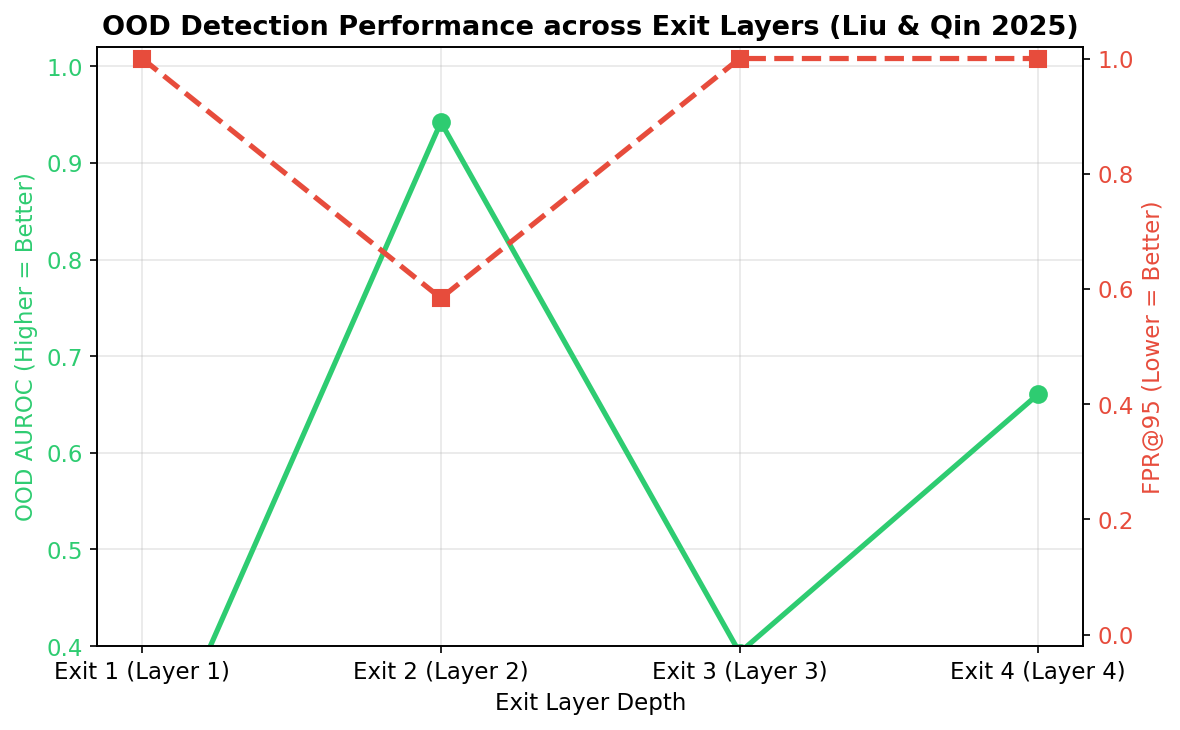 OOD Detection Performance across Exit Layers (Liu & Qin 2025)
OOD AUROC (Higher = Better)
1.0
0.9
0.8
0.7
0.6
0.5
0.4
1.0
0.8
0.6
0.4
0.2
0.0
FPR@95 (Lower = Better)
Exit 1 (Layer 1)
Exit 2 (Layer 2)
Exit 3 (Layer 3)
Exit 4 (Layer 4)
Exit Layer Depth